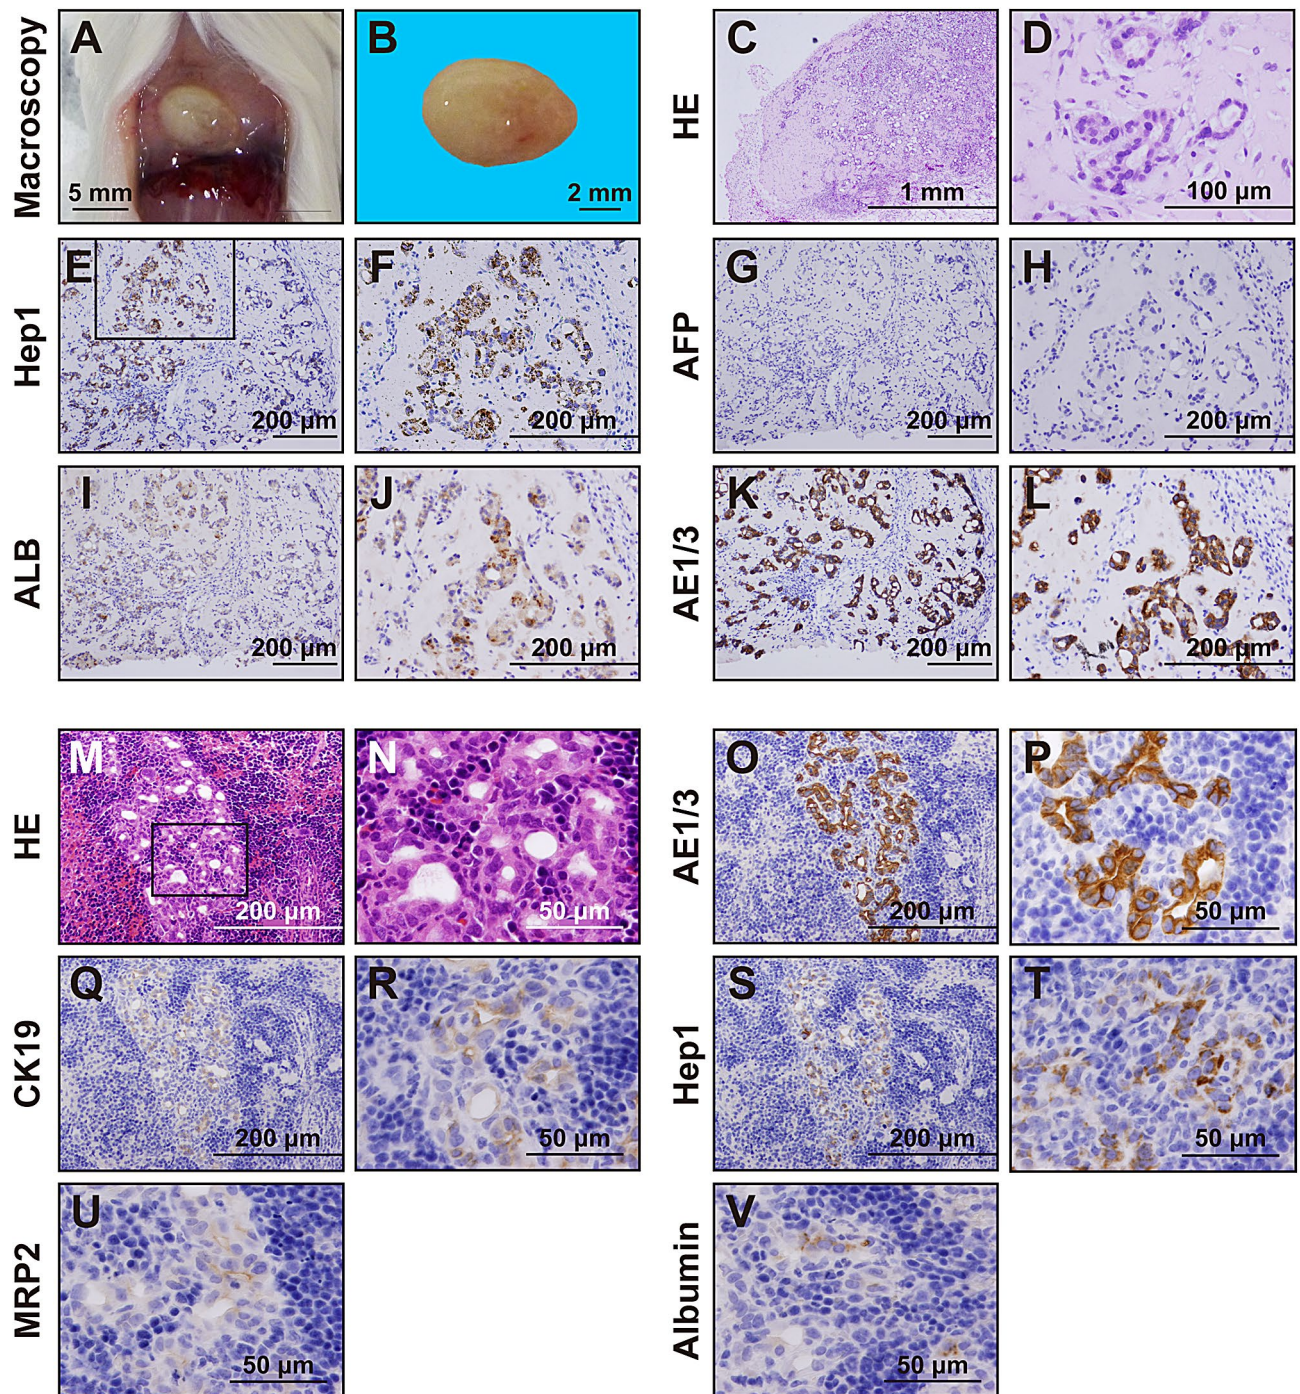 Macroscopy
A
5 mm
B
2 mm
HE
C
1 mm
D
100 µm
Hep1
E
200 µm
F
200 µm
AFP
G
200 µm
H
200 µm
ALB
I
200 µm
J
200 µm
AE1/3
K
200 µm
L
200 µm
HE
M
200 µm
N
50 µm
AE1/3
O
200 µm
P
50 µm
CK19
Q
200 µm
R
50 µm
Hep1
S
200 µm
T
50 µm
MRP2
U
50 µm
Albumin
V
50 µm